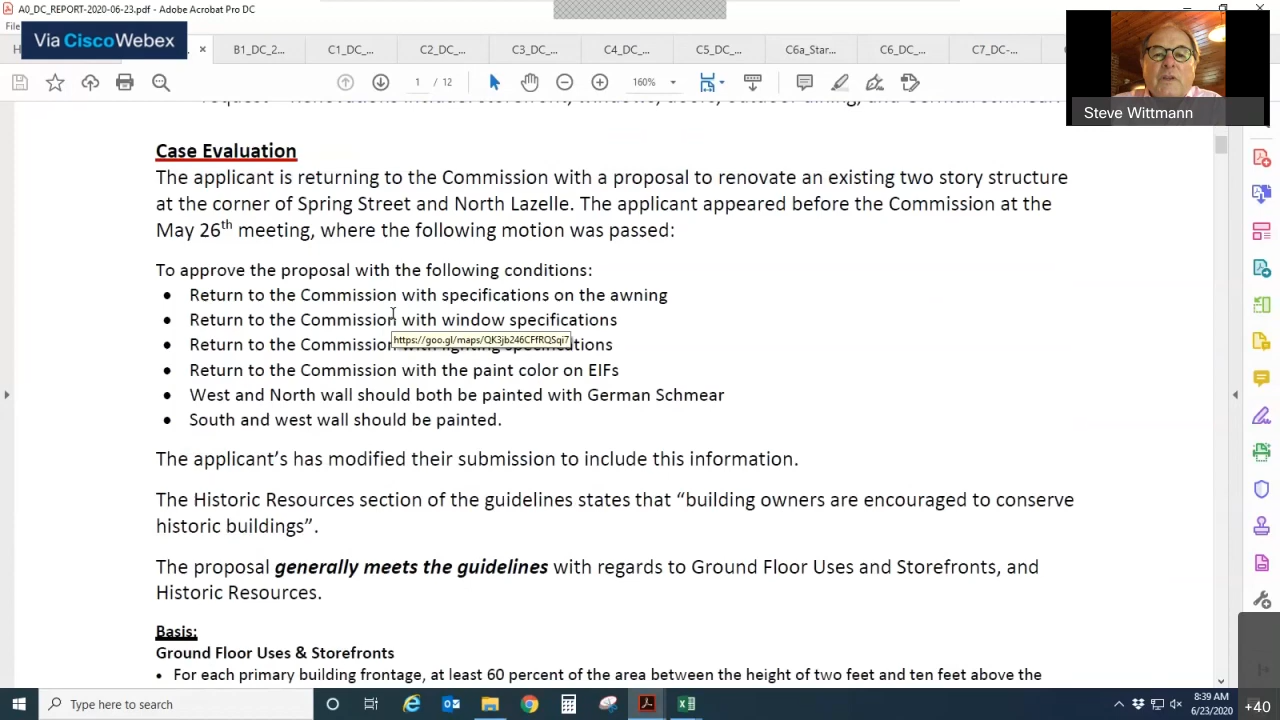 A0_DC_REPORT-2020-06-23.pdf - Adobe Acrobat Pro DC
File
Via Cisco Webex
B1_DC_2... C1_DC_... C2_DC_... C3_DC_... C4_DC_... C5_DC_... C6a_Star... C6_DC_... C7_DC-...
1 / 12 160%
Steve Wittmann
Case Evaluation
The applicant is returning to the Commission with a proposal to renovate an existing two story structure
at the corner of Spring Street and North Lazelle. The applicant appeared before the Commission at the
May 26th meeting, where the following motion was passed:
To approve the proposal with the following conditions:
• Return to the Commission with specifications on the awning
• Return to the Commission with window specifications
https://goo.gl/maps/QK3jb246CFfRQSqi7
• Return to the Commission with lighting specifications
• Return to the Commission with the paint color on EIFs
• West and North wall should both be painted with German Schmear
• South and west wall should be painted.
The applicant's has modified their submission to include this information.
The Historic Resources section of the guidelines states that “building owners are encouraged to conserve
historic buildings”.
The proposal generally meets the guidelines with regards to Ground Floor Uses and Storefronts, and
Historic Resources.
Basis:
Ground Floor Uses & Storefronts
• For each primary building frontage, at least 60 percent of the area between the height of two feet and ten feet above the
Type here to search
8:39 AM
6/23/2020
+40